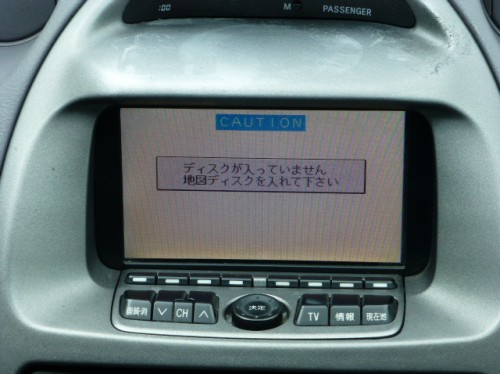 :00 M PASSENGER
CAUTION
ディスクが入っていません
地図ディスクを入れて下さい
CH 決定 TV 情報 現在地